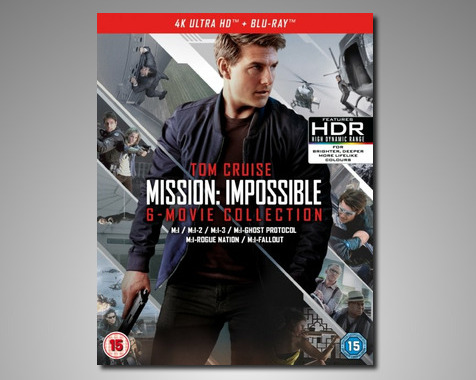 4K ULTRA HD™ + BLU-RAY™
FEATURES
HDR
HIGH DYNAMIC RANGE
FOR
BRIGHTER, DEEPER
MORE LIFELIKE
COLOURS
TOM CRUISE
MISSION: IMPOSSIBLE
6-MOVIE COLLECTION
M:I / M:I-2 / M:I-3 / M:I-GHOST PROTOCOL
M:I-ROGUE NATION / M:I-FALLOUT
15
15